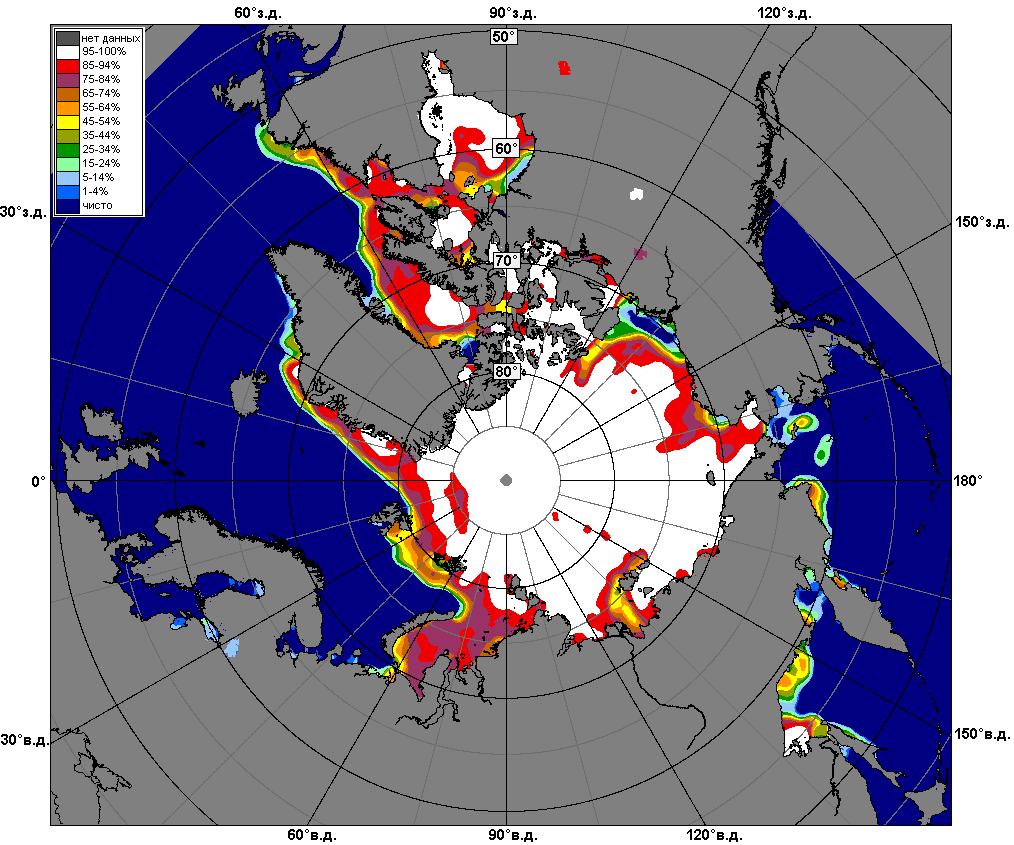 60°з.д.
90°з.д.
120°з.д.
50°
нет данных
95-100%
85-94%
75-84%
65-74%
55-64%
45-54%
35-44%
25-34%
15-24%
5-14%
1-4%
чисто
60°
30°з.д.
150°з.д.
70°
80°
0°
180°
30°в.д.
150°в.д.
60°в.д.
90°в.д.
120°в.д.